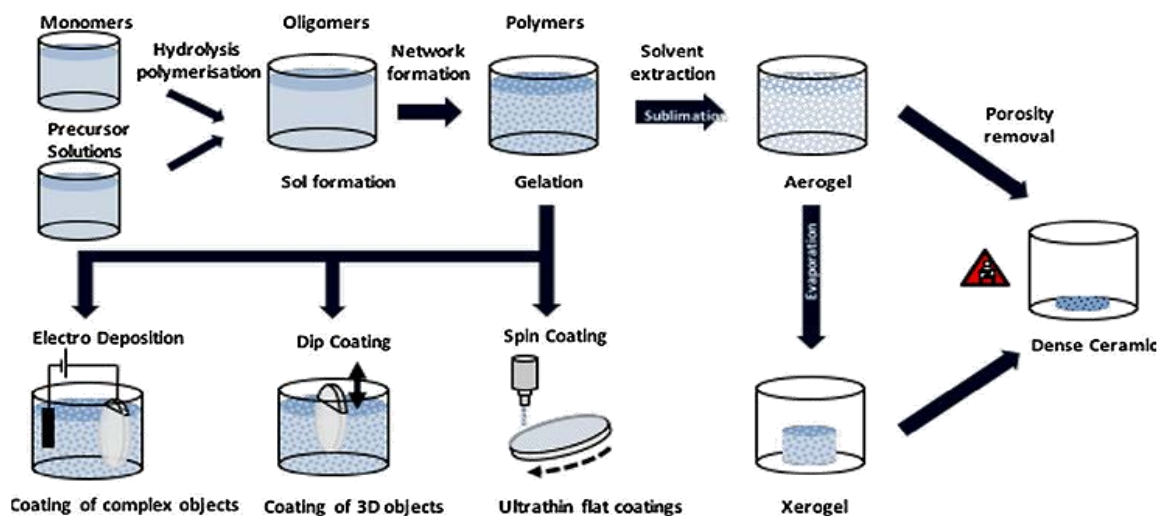 Monomers
Hydrolysis
polymerisation
Precursor
Solutions
Oligomers
Sol formation
Network
formation
Polymers
Gelation
Solvent
extraction
Sublimation
Aerogel
Porosity
removal
Evaporation
Dense Ceramic
Electro Deposition
Coating of complex objects
Dip Coating
Coating of 3D objects
Spin Coating
Ultrathin flat coatings
Xerogel